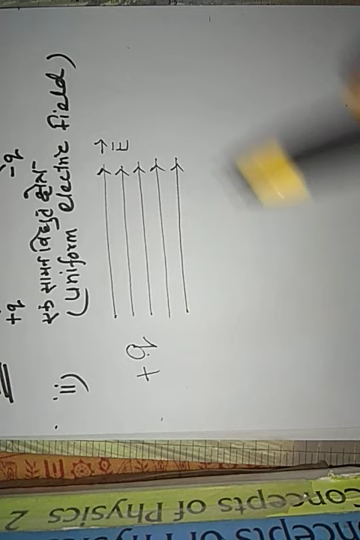 +q -q
ii) एक समान विद्युत क्षेत्र
(Uniform electric field)
E
+q
Concepts of Physics 2